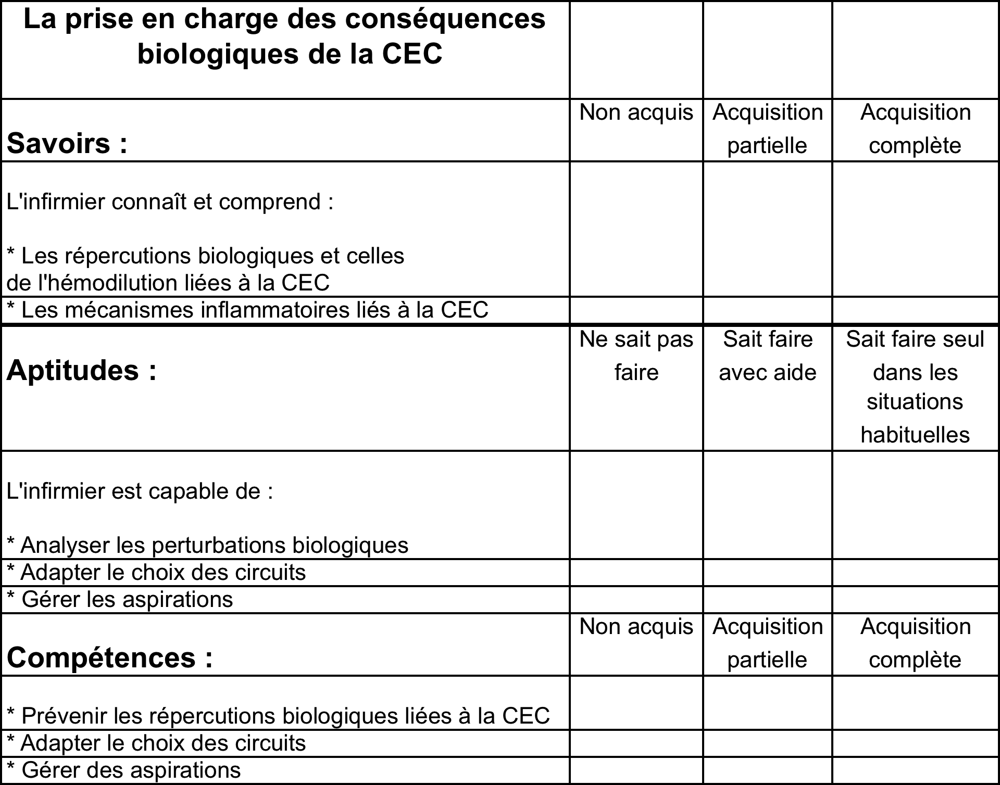 La prise en charge des conséquences
biologiques de la CEC
Savoirs :
Non acquis
Acquisition
partielle
Acquisition
complète
L'infirmier connaît et comprend :
* Les répercutions biologiques et celles
de l'hémodilution liées à la CEC
* Les mécanismes inflammatoires liés à la CEC
Aptitudes :
Ne sait pas
faire
Sait faire
avec aide
Sait faire seul
dans les
situations
habituelles
L'infirmier est capable de :
* Analyser les perturbations biologiques
* Adapter le choix des circuits
* Gérer les aspirations
Compétences :
Non acquis
Acquisition
partielle
Acquisition
complète
* Prévenir les répercutions biologiques liées à la CEC
* Adapter le choix des circuits
* Gérer des aspirations